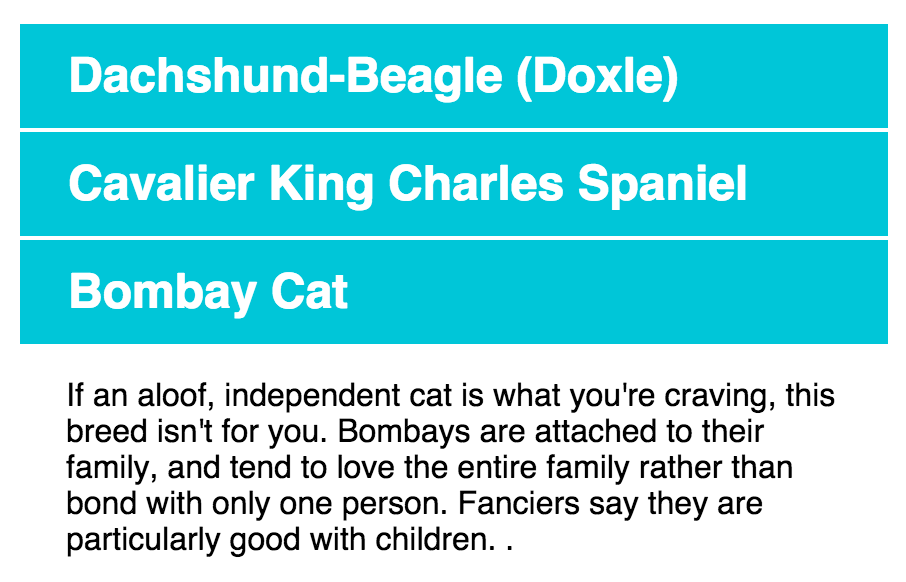 Dachshund-Beagle (Doxle)
Cavalier King Charles Spaniel
Bombay Cat
If an aloof, independent cat is what you're craving, this
breed isn't for you. Bombays are attached to their
family, and tend to love the entire family rather than
bond with only one person. Fanciers say they are
particularly good with children. .